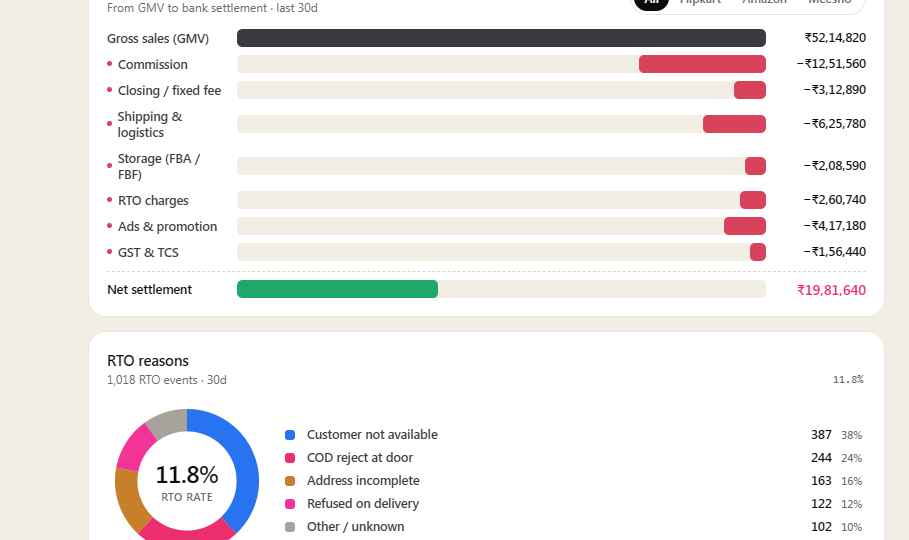 From GMV to bank settlement · last 30d
All Flipkart Amazon Meesho
Gross sales (GMV) ₹52,14,820
Commission −₹12,51,560
Closing / fixed fee −₹3,12,890
Shipping &
logistics −₹6,25,780
Storage (FBA /
FBF) −₹2,08,590
RTO charges −₹2,60,740
Ads & promotion −₹4,17,180
GST & TCS −₹1,56,440
Net settlement ₹19,81,640
RTO reasons
1,018 RTO events · 30d 11.8%
11.8%
RTO RATE
Customer not available 387 38%
COD reject at door 244 24%
Address incomplete 163 16%
Refused on delivery 122 12%
Other / unknown 102 10%